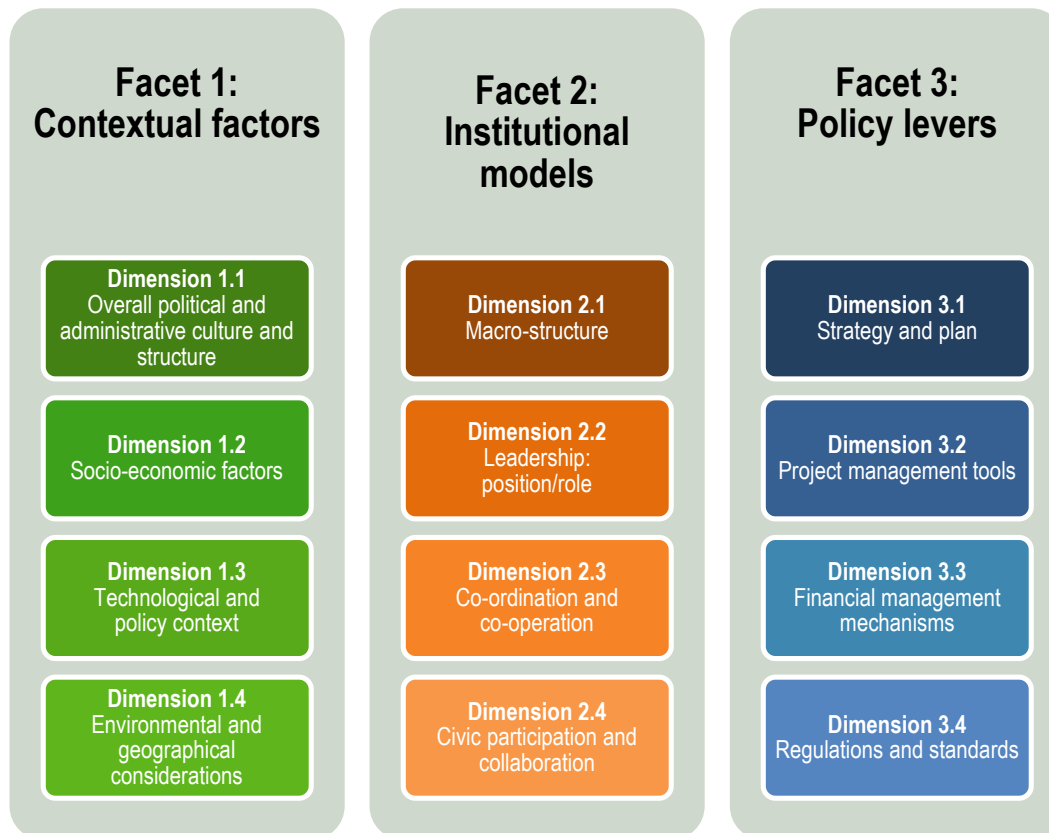 Facet 1:
Contextual factors
Dimension 1.1
Overall political and
administrative culture and
structure
Dimension 1.2
Socio-economic factors
Dimension 1.3
Technological and
policy context
Dimension 1.4
Environmental and
geographical
considerations
Facet 2:
Institutional
models
Dimension 2.1
Macro-structure
Dimension 2.2
Leadership:
position/role
Dimension 2.3
Co-ordination and
co-operation
Dimension 2.4
Civic participation and
collaboration
Facet 3:
Policy levers
Dimension 3.1
Strategy and plan
Dimension 3.2
Project management tools
Dimension 3.3
Financial management
mechanisms
Dimension 3.4
Regulations and standards